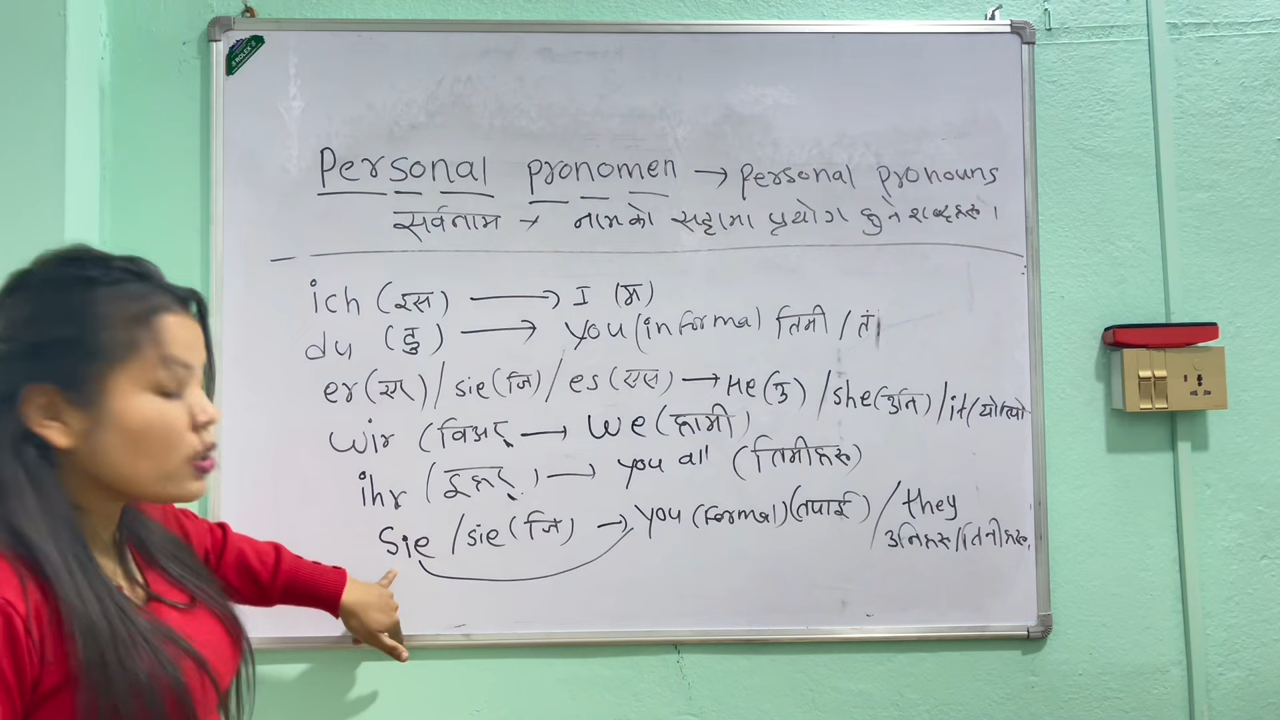 ROLEX
Personal pronomen → personal pronouns
सर्वनाम → नामको सट्टामा प्रयोग हुने शब्दहरू ।
ich (इस) → I (म)
du (डु) → you (informal तिमी / तँ
er (एर) / sie (जि) / es (एस) → He (ऊ) / she (उनि) / it (यो त्यो
wir (विअर् → we (हामी)
ihr (इहर्) → you all (तिमीहरू)
Sie / sie (जि) → you (formal) (तपाई) / they
उनिहरू / तिनीहरू